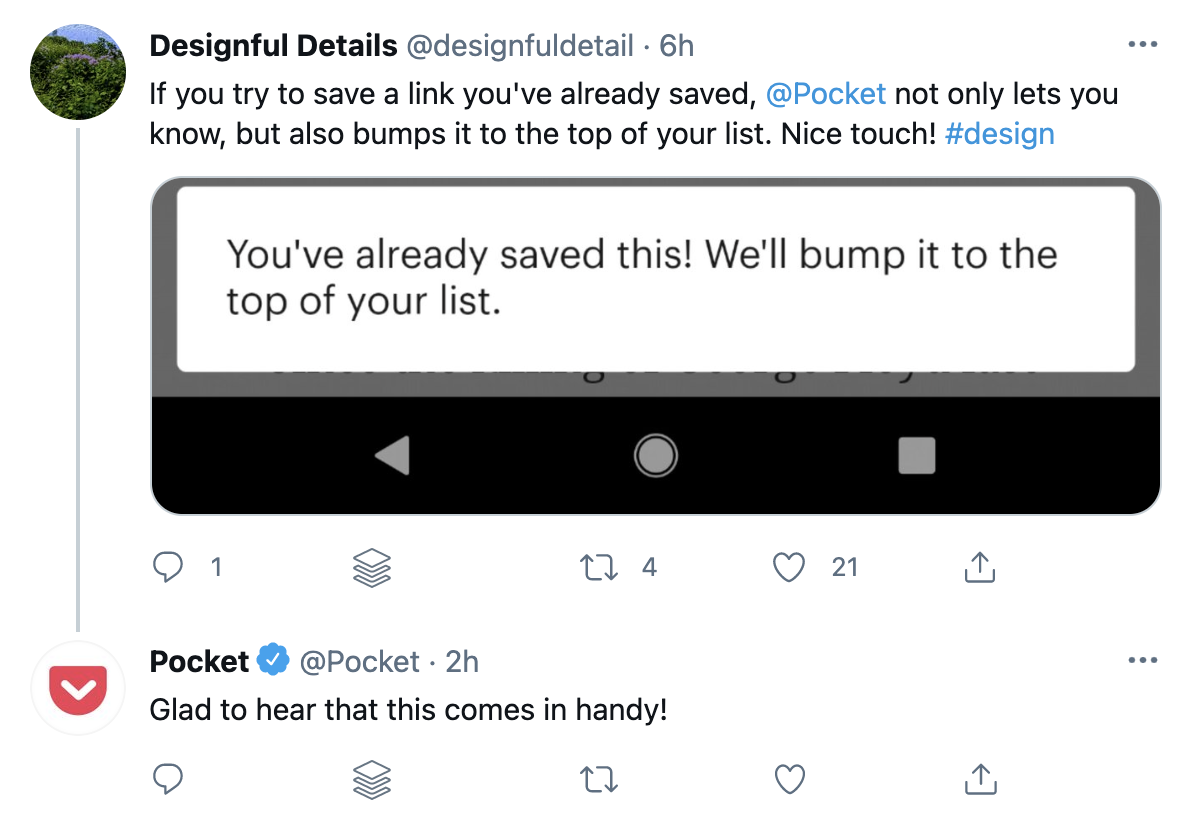 Designful Details @designfuldetail · 6h
If you try to save a link you've already saved, @Pocket not only lets you
know, but also bumps it to the top of your list. Nice touch! #design
You've already saved this! We'll bump it to the
top of your list.
1 4 21
Pocket @Pocket · 2h
Glad to hear that this comes in handy!